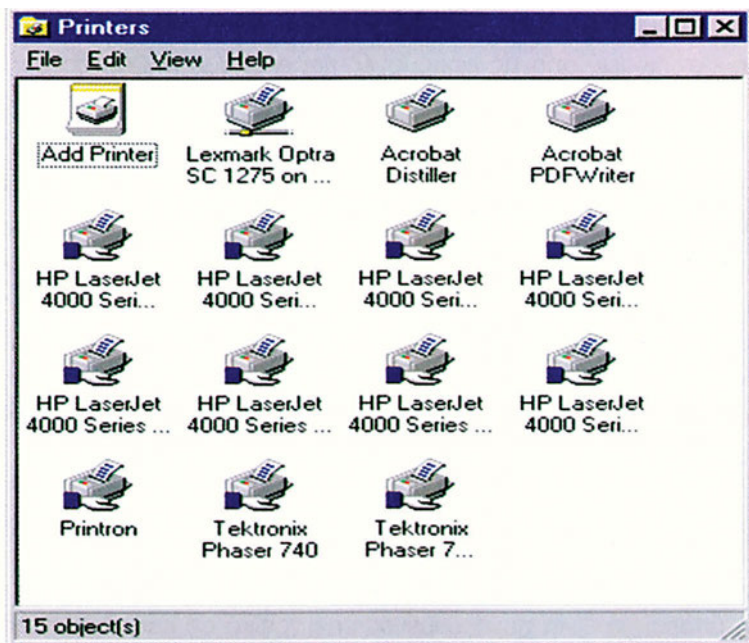 Printers
File Edit View Help
Add Printer
Lexmark Optra
SC 1275 on ...
Acrobat
Distiller
Acrobat
PDFWriter
HP LaserJet
4000 Seri...
HP LaserJet
4000 Seri...
HP LaserJet
4000 Seri...
HP LaserJet
4000 Seri...
HP LaserJet
4000 Series ...
HP LaserJet
4000 Series ...
HP LaserJet
4000 Series ...
HP LaserJet
4000 Seri...
Printron
Tektronix
Phaser 740
Tektronix
Phaser 7...
15 object(s)